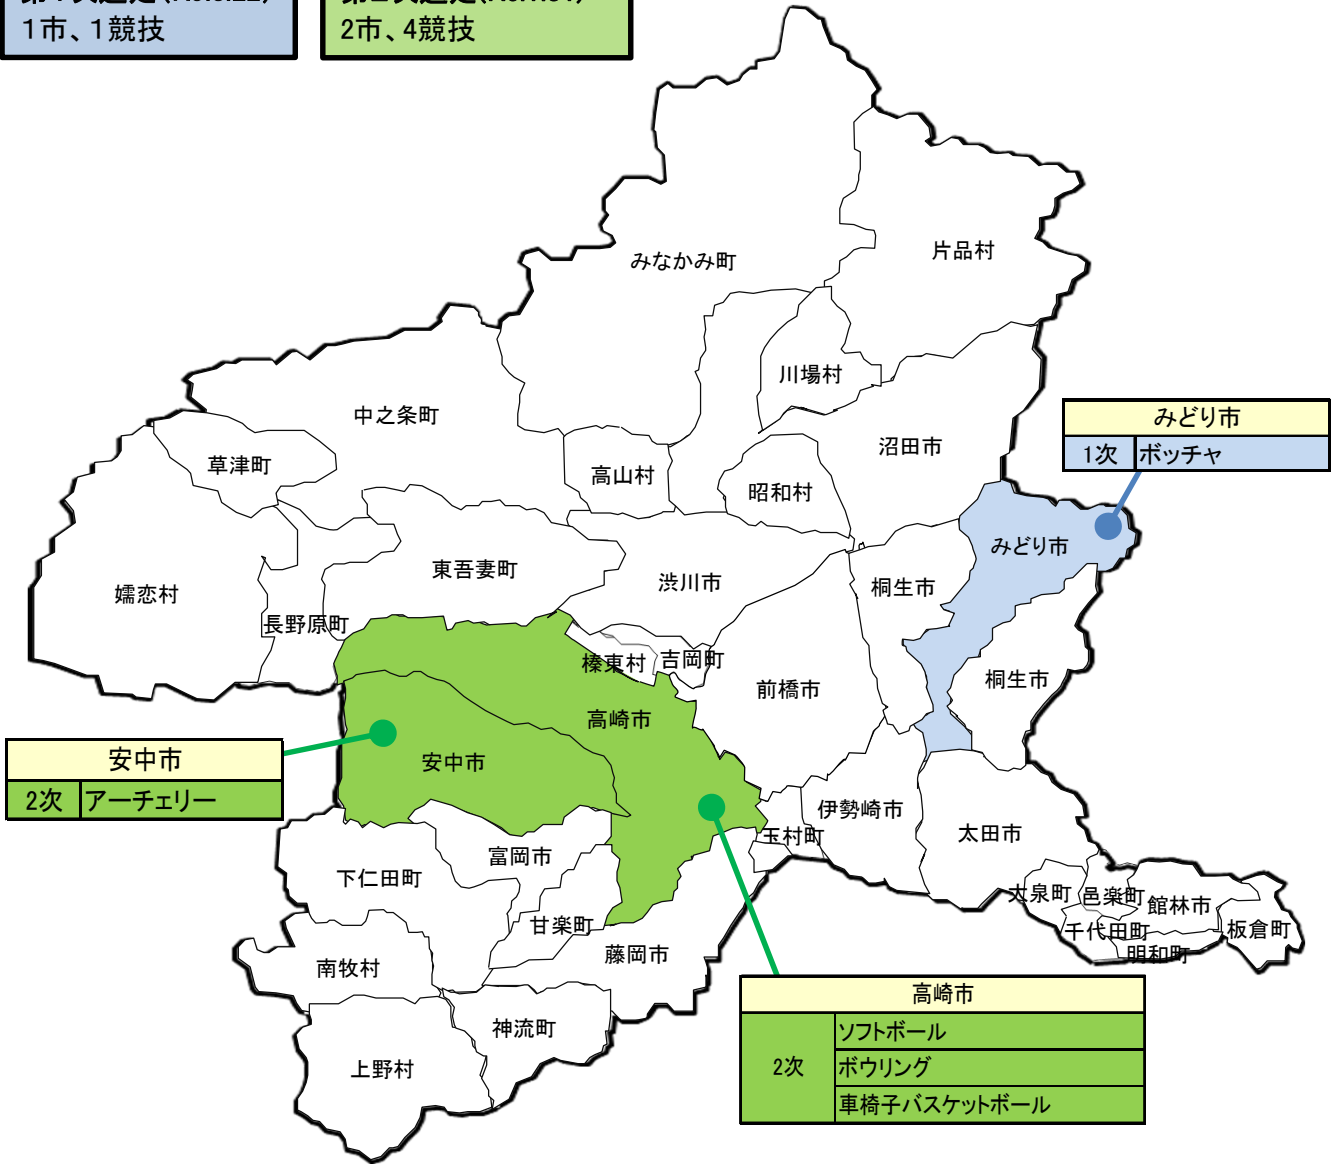 1市、1競技
2市、4競技
みなかみ町
片品村
川場村
中之条町
沼田市
みどり市
1次 ボッチャ
草津町
高山村
昭和村
みどり市
東吾妻町
渋川市
桐生市
嬬恋村
長野原町
榛東村
吉岡町
前橋市
桐生市
高崎市
安中市
安中市
2次 アーチェリー
伊勢崎市
玉村町
太田市
富岡市
下仁田町
大泉町
邑楽町
館林市
甘楽町
千代田町
板倉町
藤岡市
明和町
南牧村
高崎市
2次
ソフトボール
ボウリング
車椅子バスケットボール
神流町
上野村